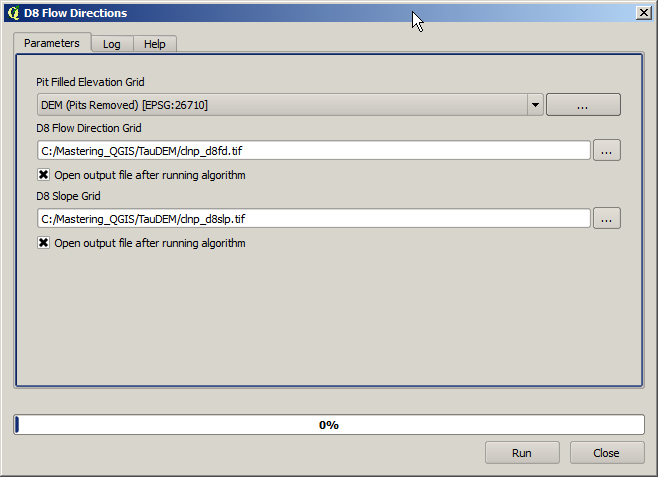 D8 Flow Directions
Parameters Log Help
Pit Filled Elevation Grid
DEM (Pits Removed) [EPSG:26710] ...
D8 Flow Direction Grid
C:/Mastering_QGIS/TauDEM/clnp_d8fd.tif ...
Open output file after running algorithm
D8 Slope Grid
C:/Mastering_QGIS/TauDEM/clnp_d8slp.tif ...
Open output file after running algorithm
0%
Run Close